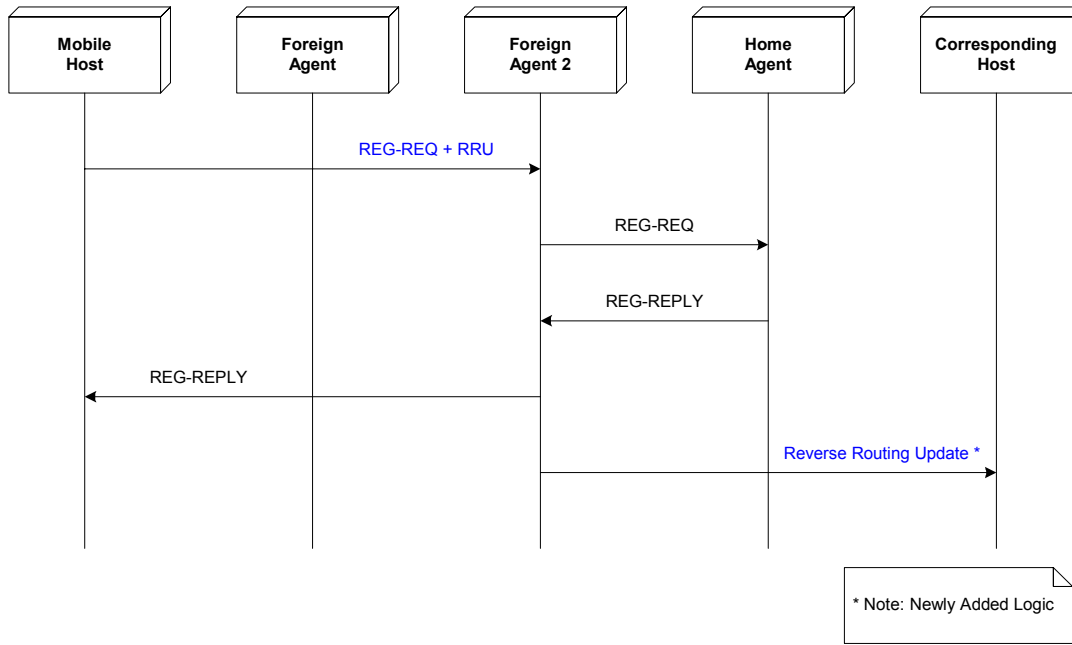 Mobile
Host
Foreign
Agent
Foreign
Agent 2
Home
Agent
Corresponding
Host
REG-REQ + RRU
REG-REQ
REG-REPLY
REG-REPLY
Reverse Routing Update *
* Note: Newly Added Logic